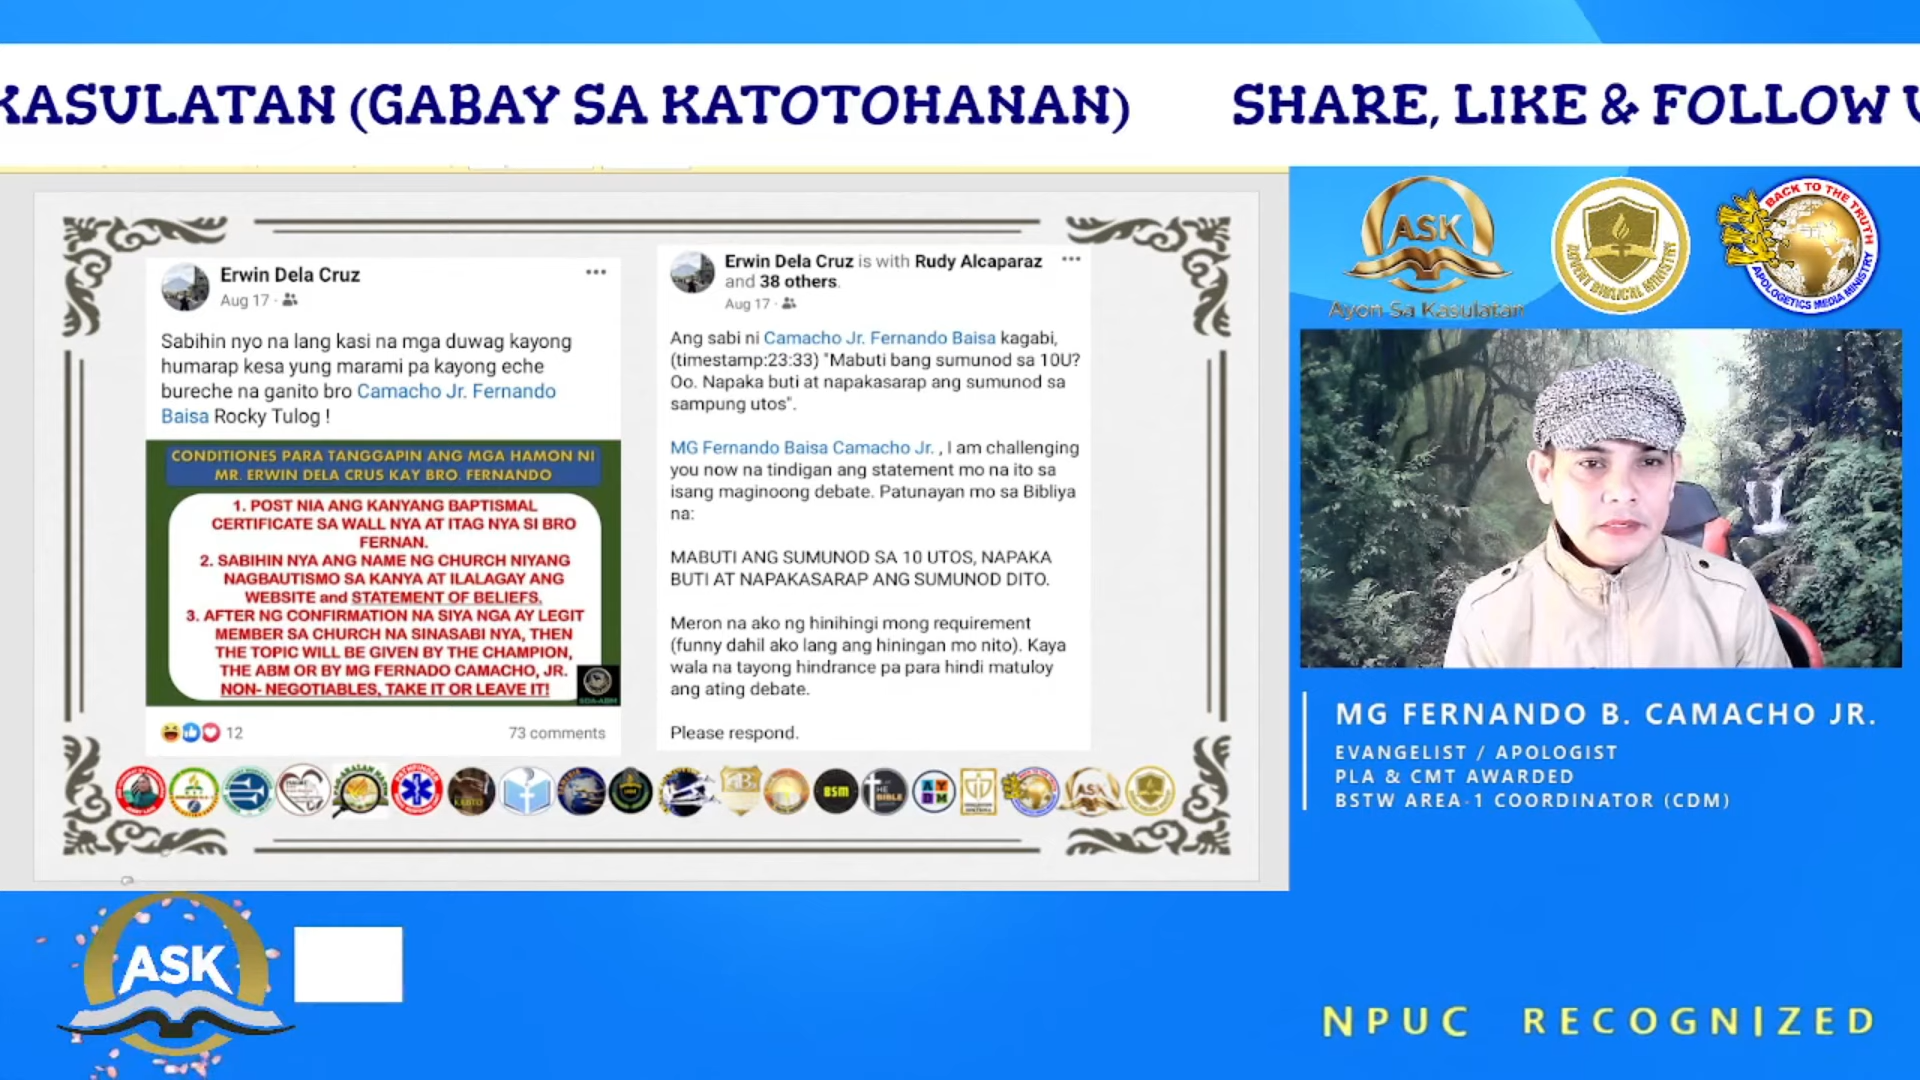 KASULATAN (GABAY SA KATOTOHANAN) SHARE, LIKE & FOLLOW U
Erwin Dela Cruz
Aug 17
Sabihin nyo na lang kasi na mga duwag kayong
humarap kesa yung marami pa kayong eche
bureche na ganito bro Camacho Jr. Fernando
Baisa Rocky Tulog !
CONDITIONES PARA TANGGAPIN ANG MGA HAMON NI
MR. ERWIN DELA CRUS KAY BRO. FERNANDO
1. POST NIA ANG KANYANG BAPTISMAL
CERTIFICATE SA WALL NYA AT ITAG NYA SI BRO
FERNAN.
2. SABIHIN NYA ANG NAME NG CHURCH NIYANG
NAGBAUTISMO SA KANYA AT ILALAGAY ANG
WEBSITE and STATEMENT OF BELIEFS.
3. AFTER NG CONFIRMATION NA SIYA NGA AY LEGIT
MEMBER SA CHURCH NA SINASABI NYA, THEN
THE TOPIC WILL BE GIVEN BY THE CHAMPION,
THE ABM OR BY MG FERNADO CAMACHO, JR.
NON- NEGOTIABLES, TAKE IT OR LEAVE IT!
SDA-ABM
12
73 comments
Erwin Dela Cruz is with Rudy Alcaparaz
and 38 others.
Aug 17
Ang sabi ni Camacho Jr. Fernando Baisa kagabi,
(timestamp:23:33) "Mabuti bang sumunod sa 10U?
Oo. Napaka buti at napakasarap ang sumunod sa
sampung utos".
MG Fernando Baisa Camacho Jr. , I am challenging
you now na tindigan ang statement mo na ito sa
isang maginoong debate. Patunayan mo sa Bibliya
na:
MABUTI ANG SUMUNOD SA 10 UTOS, NAPAKA
BUTI AT NAPAKASARAP ANG SUMUNOD DITO.
Meron na ako ng hinihingi mong requirement
(funny dahil ako lang ang hiningan mo nito). Kaya
wala na tayong hindrance pa para hindi matuloy
ang ating debate.
Please respond.
BSM
ASK
Ayon Sa Kasulatan
ADVENT BIBLICAL MINISTRY
BACK TO THE TRUTH
APOLOGETICS MEDIA MINISTRY
MG FERNANDO B. CAMACHO JR.
EVANGELIST / APOLOGIST
PLA & CMT AWARDED
BSTW AREA-1 COORDINATOR (CDM)
ASK
NPUC RECOGNIZED